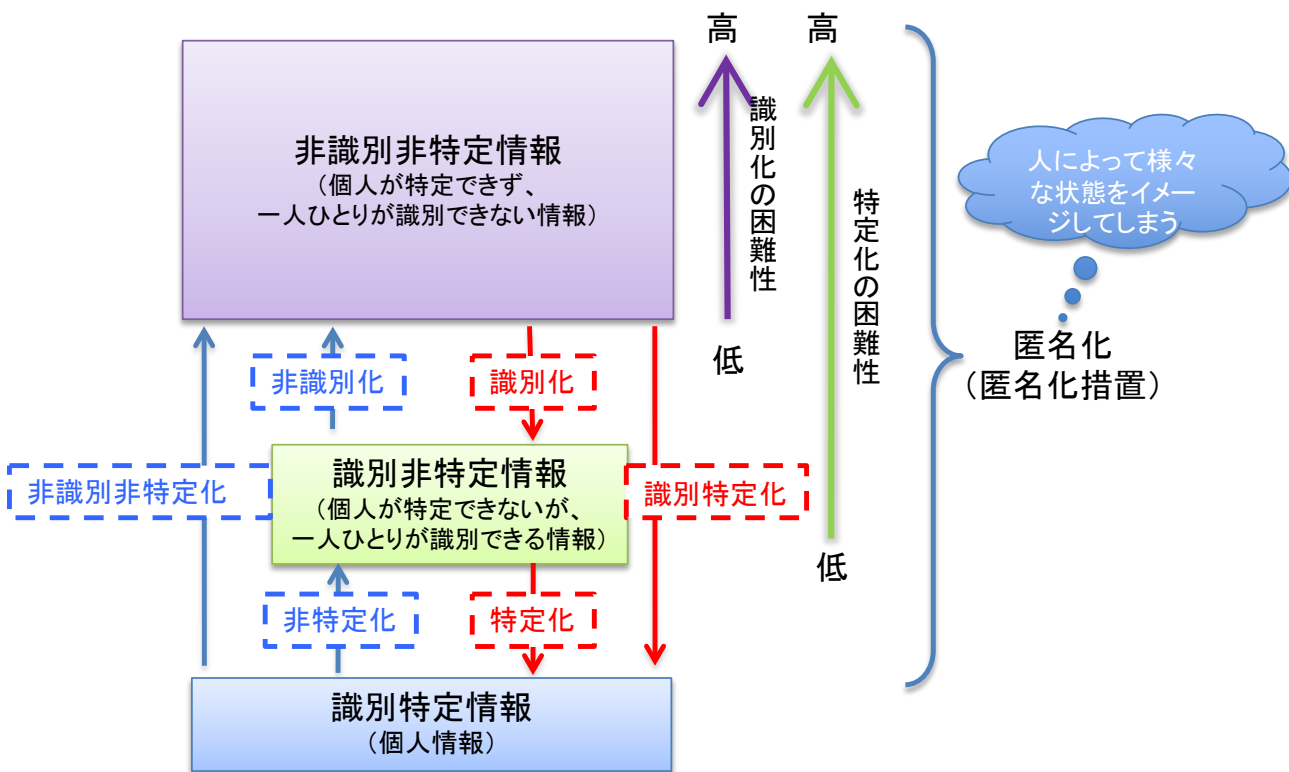 非識別非特定情報
（個人が特定できず、
一人ひとりが識別できない情報）
高
識別化の困難性
低
高
特定化の困難性
低
人によって様々
な状態をイメー
ジしてしまう
匿名化
（匿名化措置）
非識別化
識別化
識別非特定情報
（個人が特定できないが、
一人ひとりが識別できる情報）
非識別非特定化
識別特定化
非特定化
特定化
識別特定情報
（個人情報）